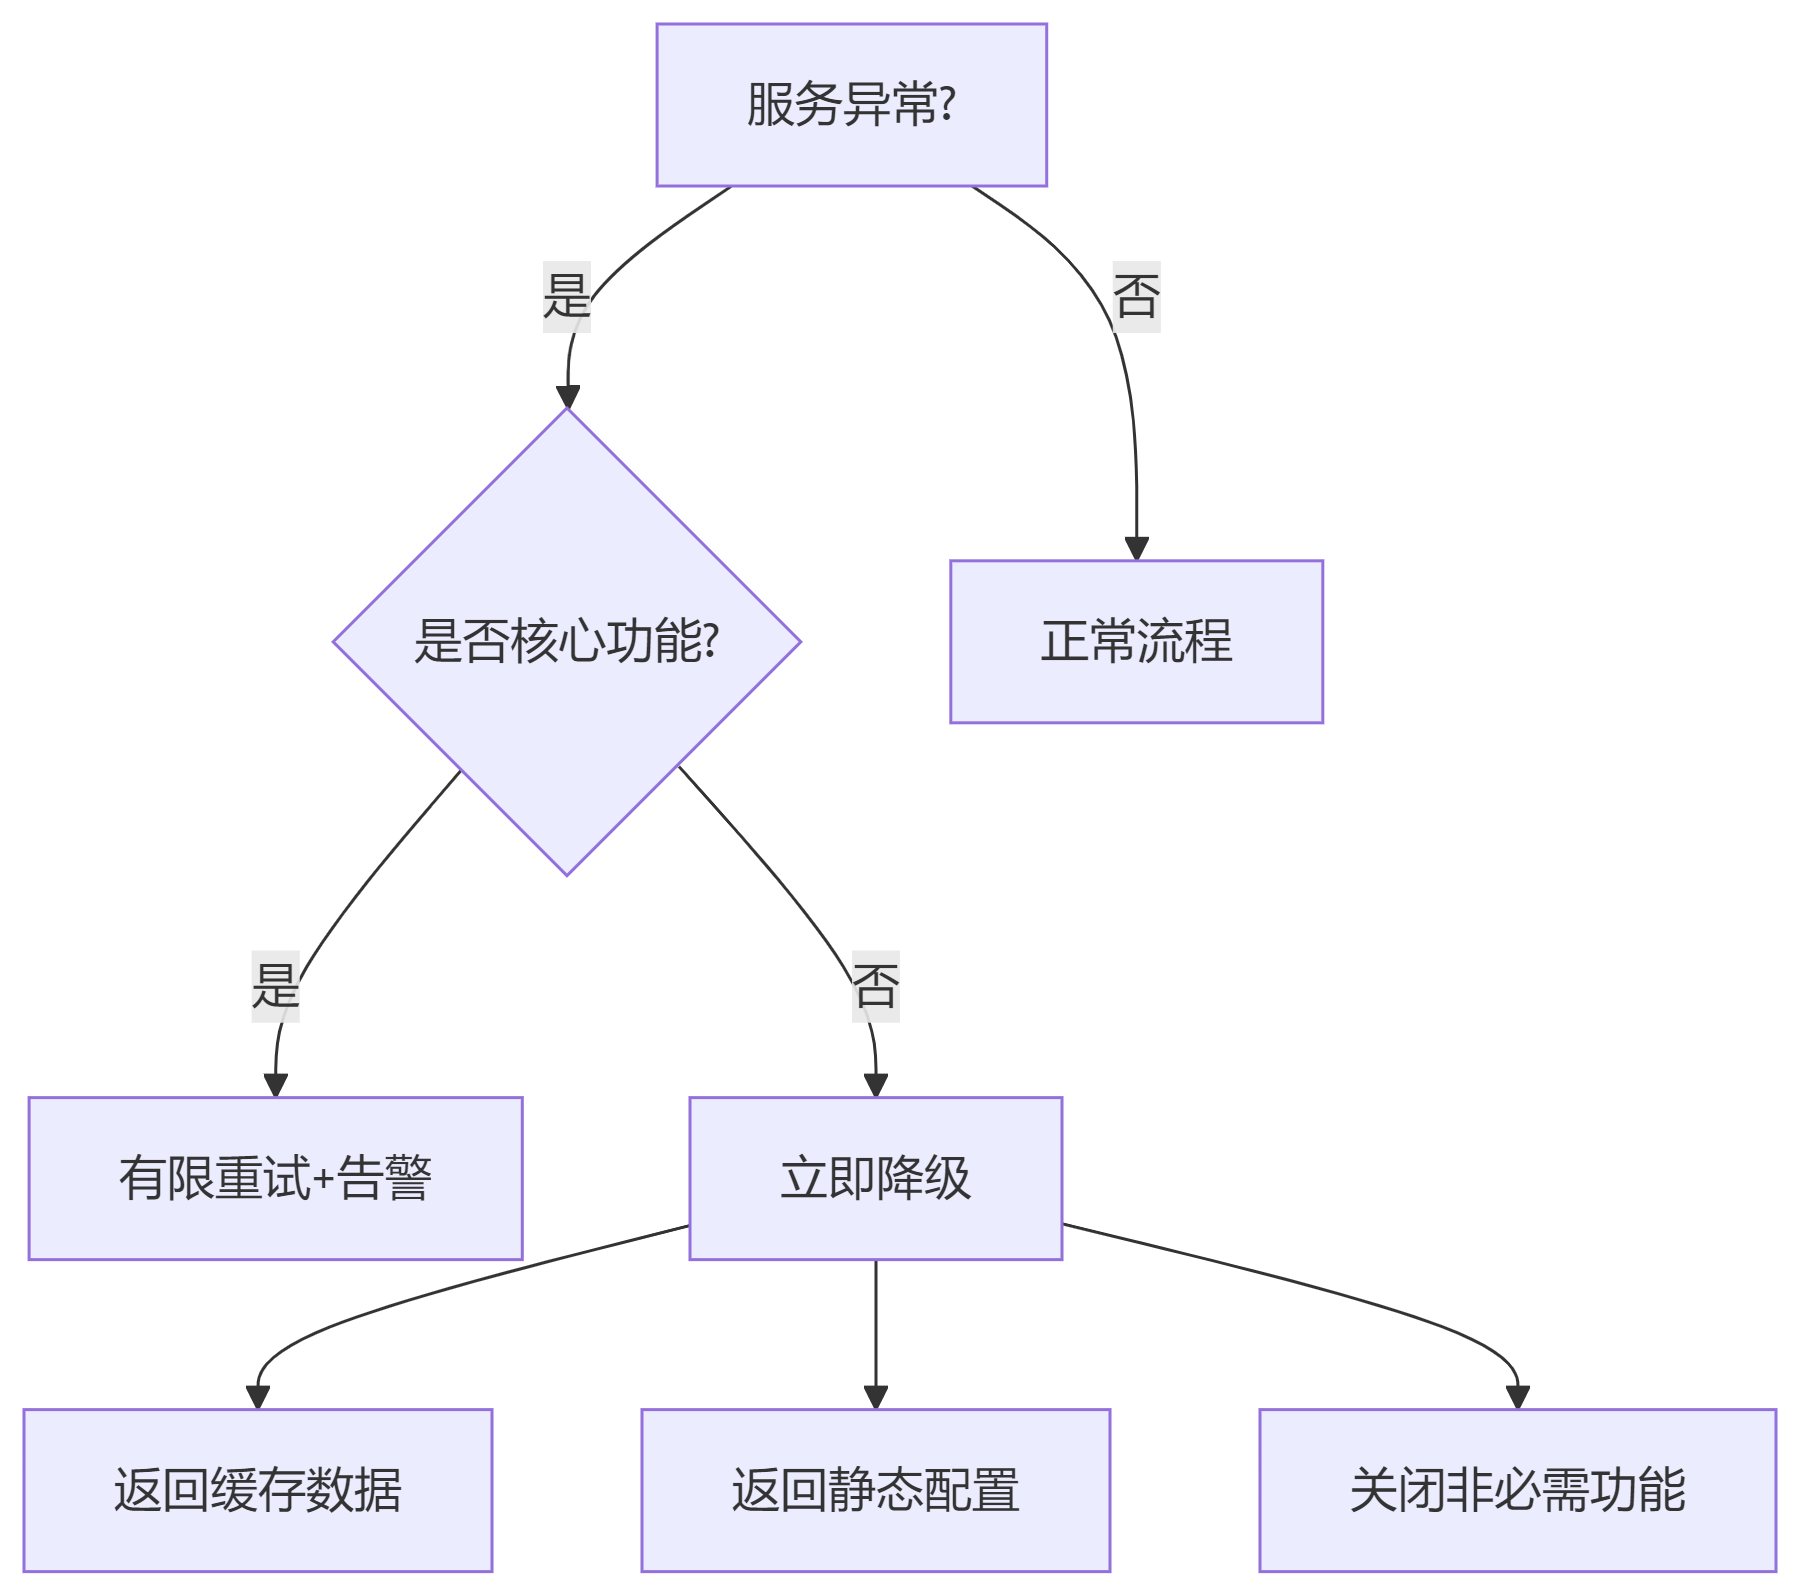 服务异常?
是
否
是否核心功能?
正常流程
是
否
有限重试+告警
立即降级
返回缓存数据
返回静态配置
关闭非必需功能